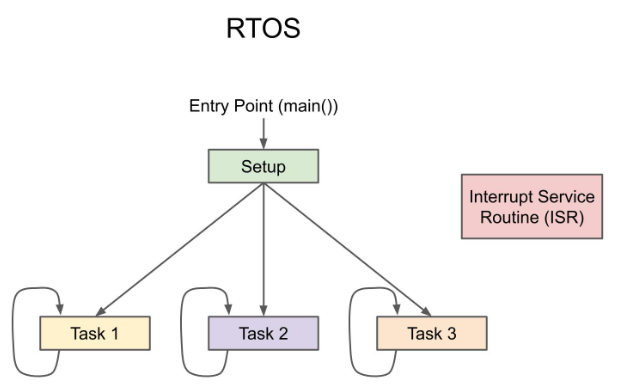 RTOS
Entry Point (main())
Setup
Interrupt Service
Routine (ISR)
Task 1
Task 2
Task 3